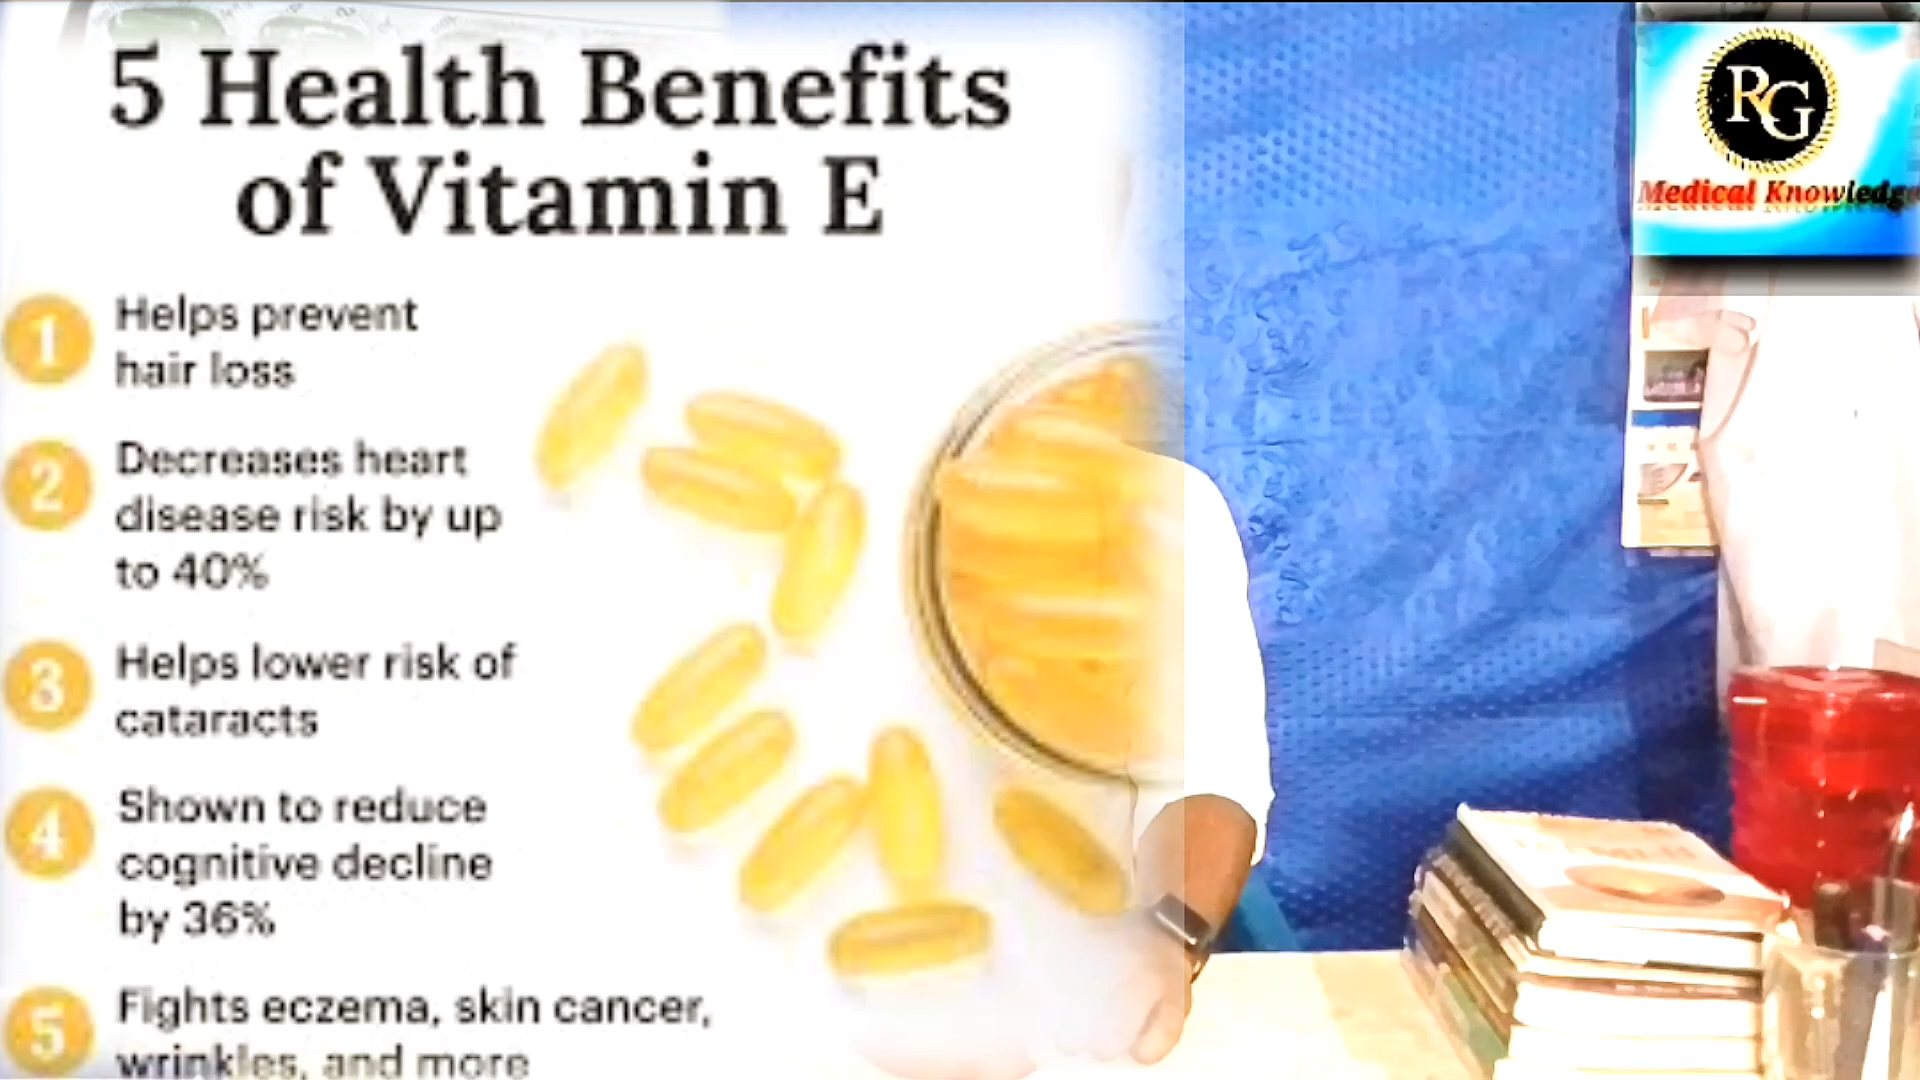 5 Health Benefits
of Vitamin E
1 Helps prevent
hair loss
2 Decreases heart
disease risk by up
to 40%
3 Helps lower risk of
cataracts
4 Shown to reduce
cognitive decline
by 36%
5 Fights eczema, skin cancer,
wrinkles, and more
RG
Medical Knowledge